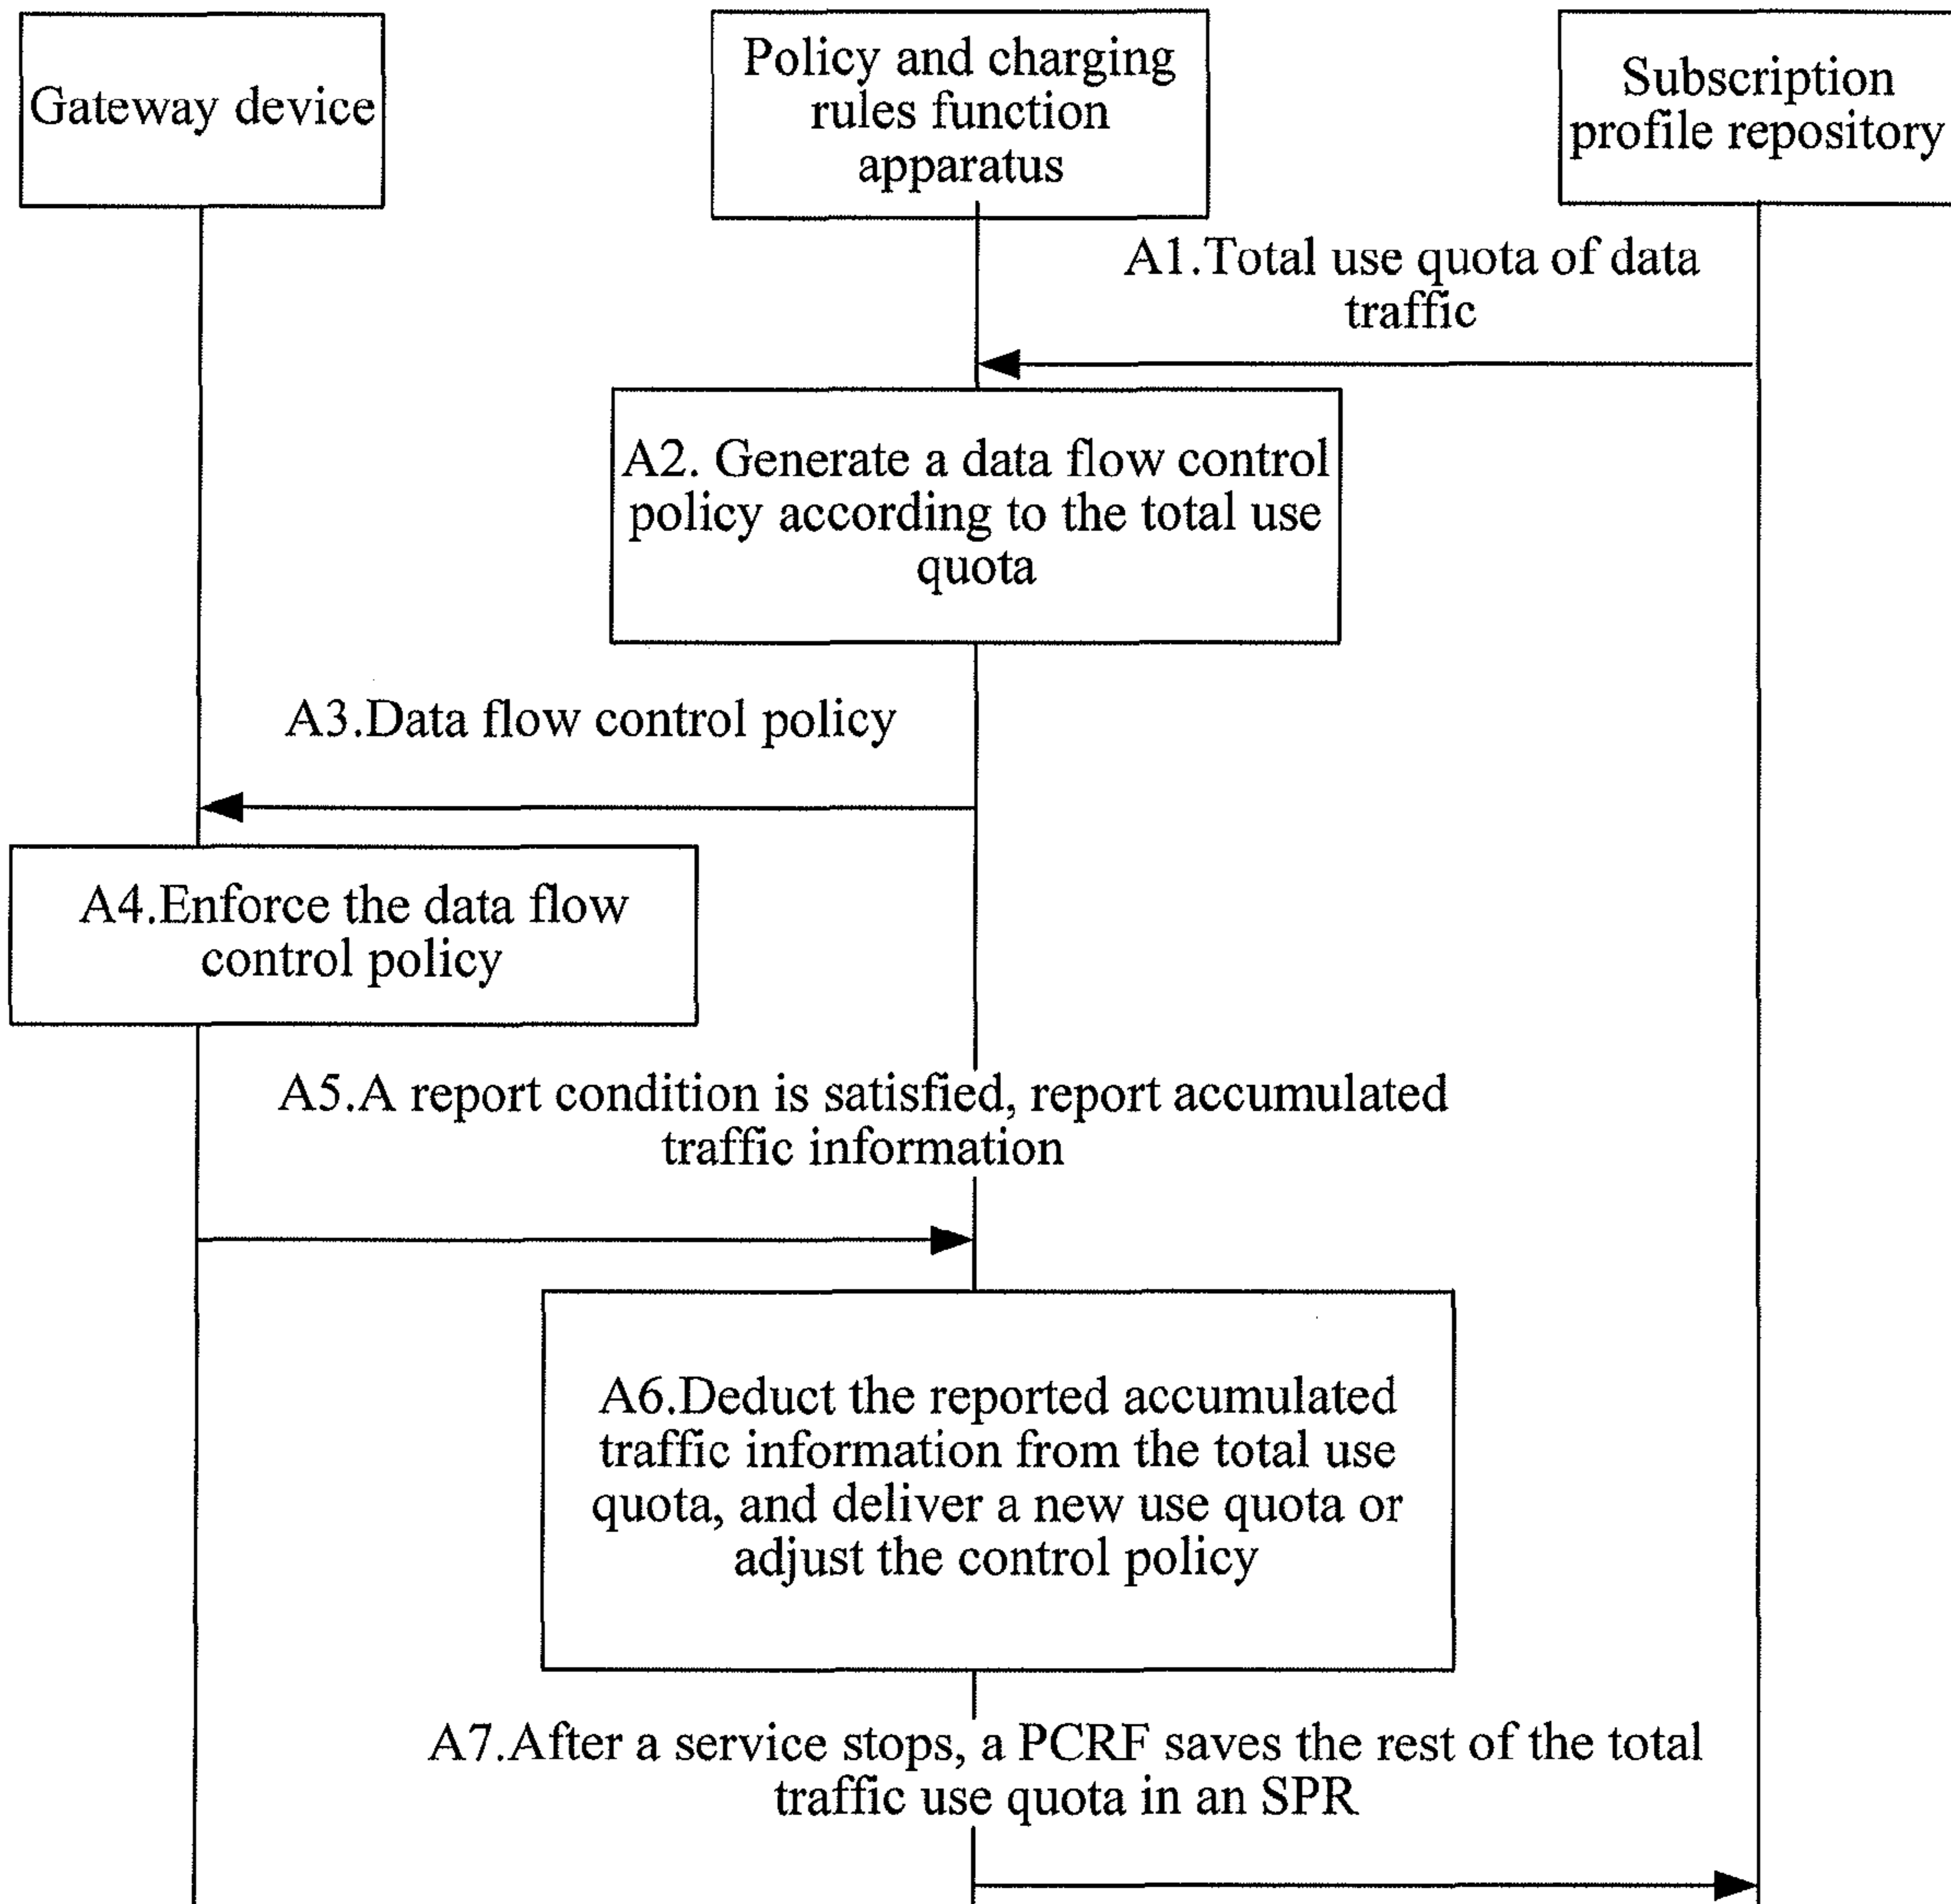 Gateway device
Policy and charging
rules function
apparatus
Subscription
profile repository
A1.Total use quota of data
traffic
A2. Generate a data flow control
policy according to the total use
quota
A3.Data flow control policy
A4.Enforce the data flow
control policy
A5.A report condition is satisfied, report accumulated
traffic information
A6.Deduct the reported accumulated
traffic information from the total use
quota, and deliver a new use quota or
adjust the control policy
A7.After a service stops, a PCRF saves the rest of the total
traffic use quota in an SPR